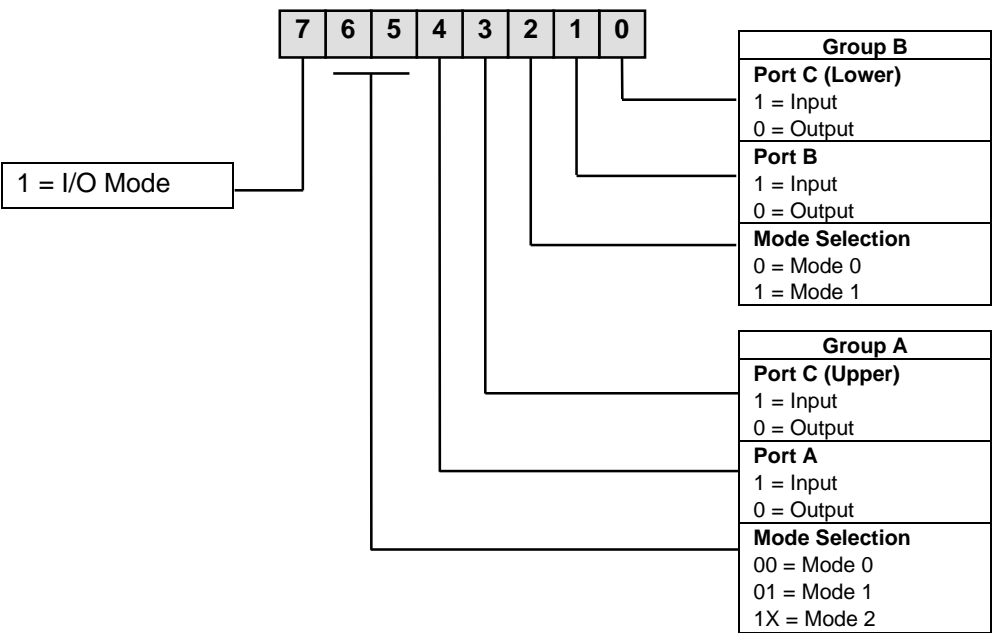 7 6 5 4 3 2 1 0
1 = I/O Mode
Group B
Port C (Lower)
1 = Input
0 = Output
Port B
1 = Input
0 = Output
Mode Selection
0 = Mode 0
1 = Mode 1
Group A
Port C (Upper)
1 = Input
0 = Output
Port A
1 = Input
0 = Output
Mode Selection
00 = Mode 0
01 = Mode 1
1X = Mode 2